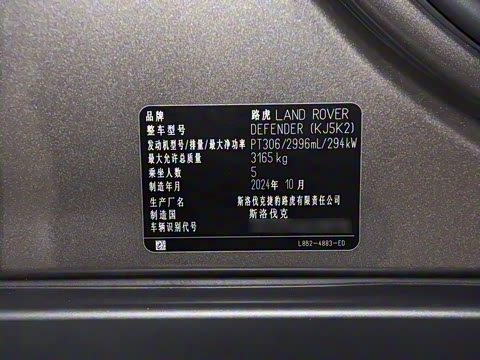 品牌 路虎 LAND ROVER
整车型号 DEFENDER (KJ5K2)
发动机型号/排量/最大净功率 PT306/2996mL/294kW
最大允许总质量 3165 kg
乘坐人数 5
制造年月 2024年 10 月
生产厂名 斯洛伐克捷豹路虎有限责任公司
制造国 斯洛伐克
车辆识别代号
L8B2-4883-ED